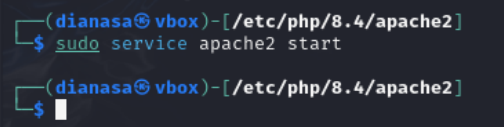 ┌──(dianasa㉿vbox)-[/etc/php/8.4/apache2]
└─$ sudo service apache2 start
┌──(dianasa㉿vbox)-[/etc/php/8.4/apache2]
└─$